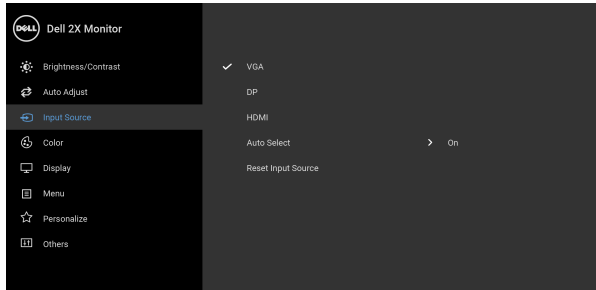 DELL Dell 2X Monitor
Brightness/Contrast
Auto Adjust
Input Source
Color
Display
Menu
Personalize
Others
VGA
DP
HDMI
Auto Select On
Reset Input Source